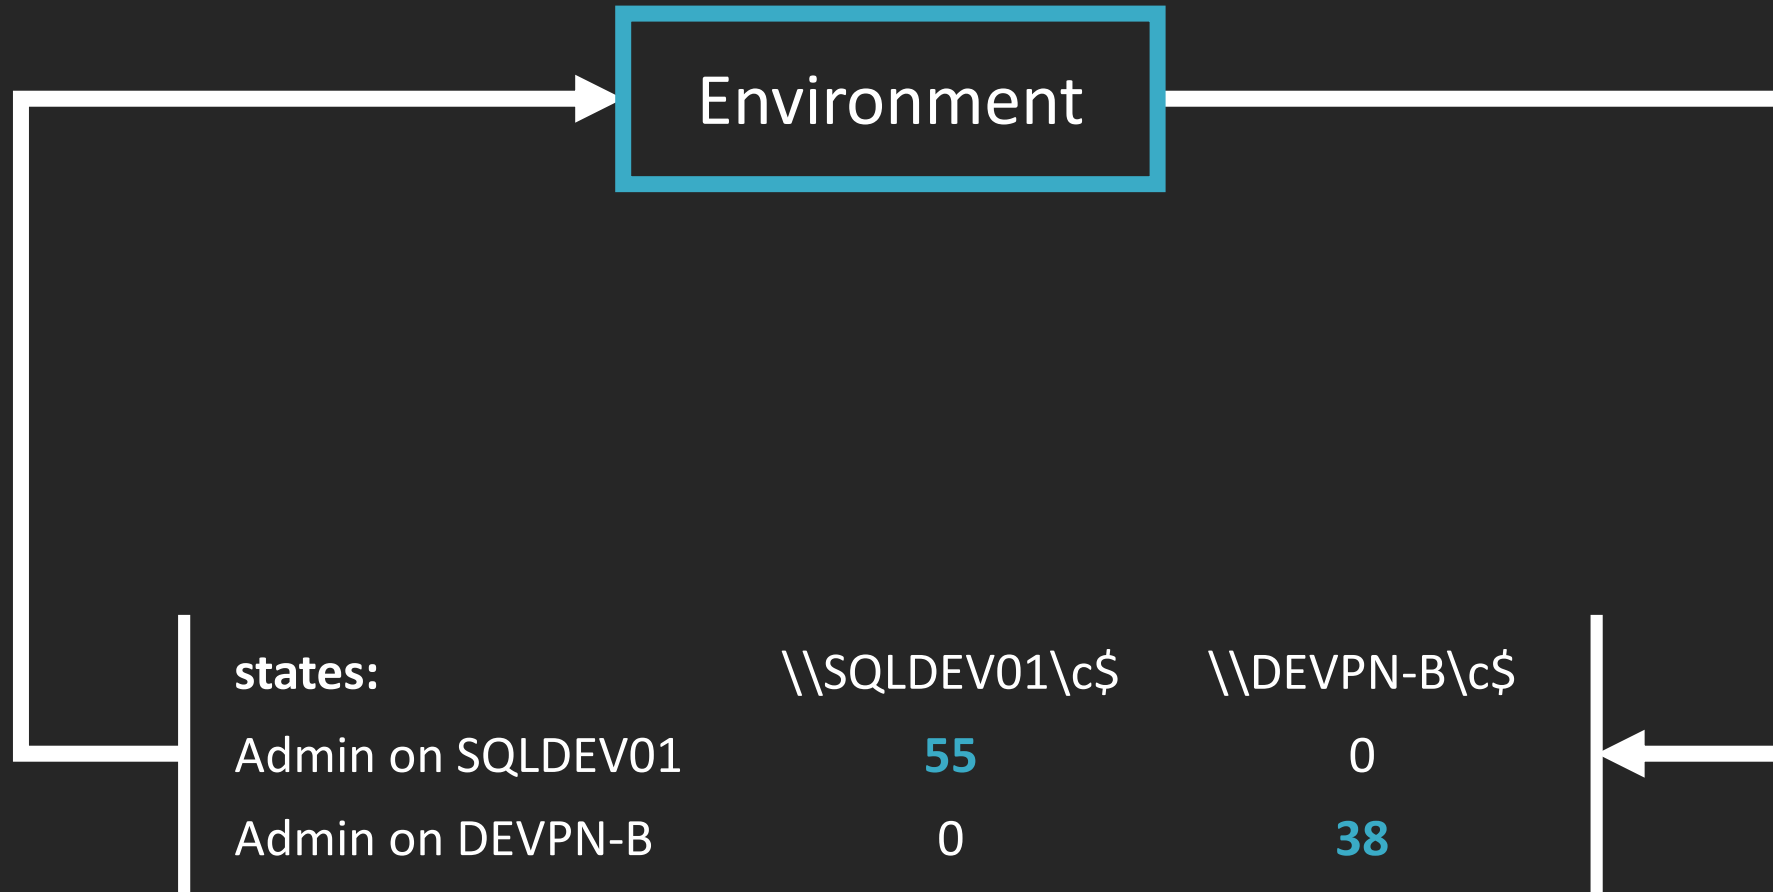 Environment
states: \\SQLDEV01\c$ \\DEVPN-B\c$
Admin on SQLDEV01 55 0
Admin on DEVPN-B 0 38